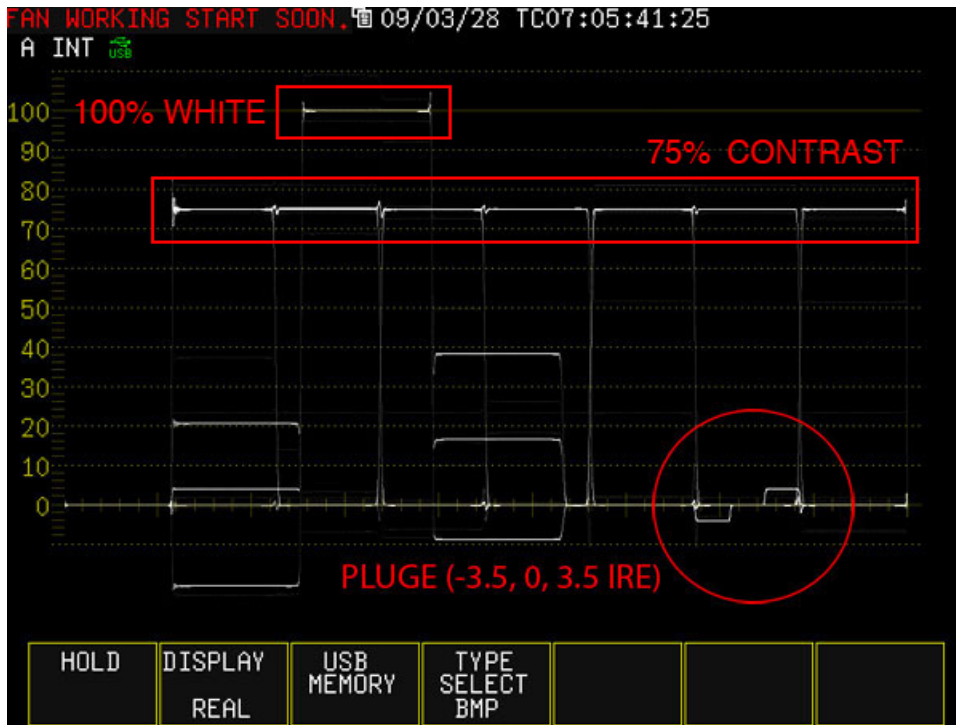 FAN WORKING START SOON. 09/03/28 TC07:05:41:25
A INT USB
100% WHITE
75% CONTRAST
100
90
80
70
60
50
40
30
20
10
0
PLUGE (-3.5, 0, 3.5 IRE)
HOLD
DISPLAY
REAL
USB
MEMORY
TYPE
SELECT
BMP